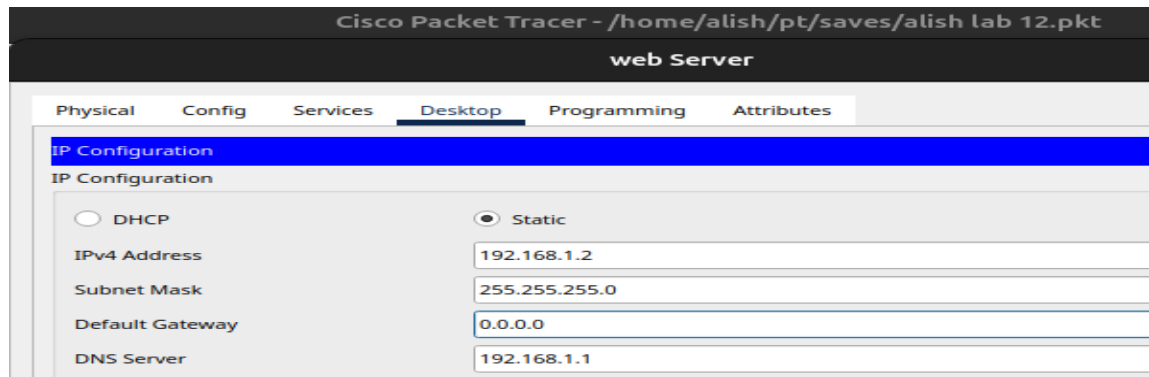 Cisco Packet Tracer - /home/alish/pt/saves/alish lab 12.pkt
web Server
Physical Config Services Desktop Programming Attributes
IP Configuration
IP Configuration
DHCP Static
IPv4 Address 192.168.1.2
Subnet Mask 255.255.255.0
Default Gateway 0.0.0.0
DNS Server 192.168.1.1